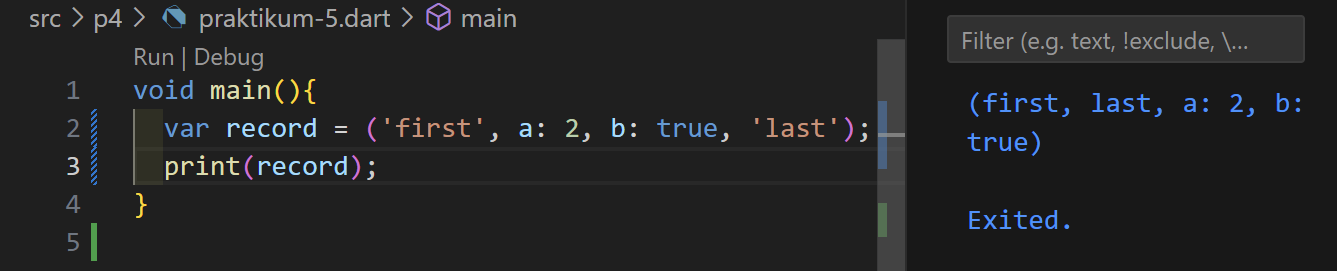 src > p4 > praktikum-5.dart > main
Run | Debug
1 void main(){
2 var record = ('first', a: 2, b: true, 'last');
3 print(record);
4 }
5
Filter (e.g. text, !exclude, \...
(first, last, a: 2, b:
true)
Exited.